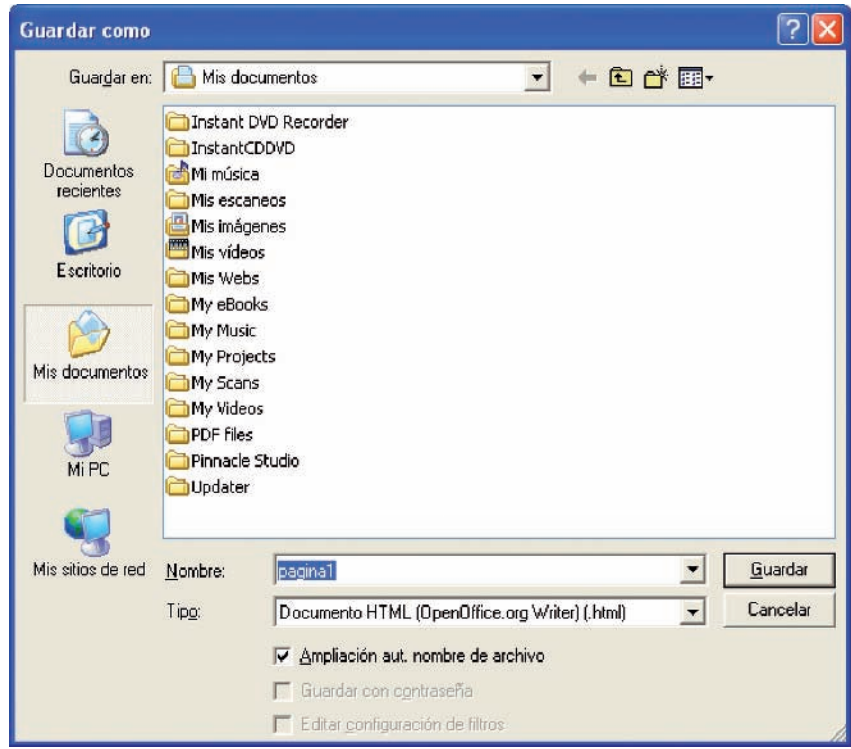 Guardar como
Guardar en: Mis documentos
Documentos
recientes
Escritorio
Mis documentos
Mi PC
Mis sitios de red
Instant DVD Recorder
InstantCDDVD
Mi música
Mis escaneos
Mis imágenes
Mis vídeos
Mis Webs
My eBooks
My Music
My Projects
My Scans
My Videos
PDF files
Pinnacle Studio
Updater
Nombre: pagina1 Guardar
Tipo: Documento HTML (OpenOffice.org Writer) (.html) Cancelar
Ampliación aut. nombre de archivo
Guardar con contraseña
Editar configuración de filtros